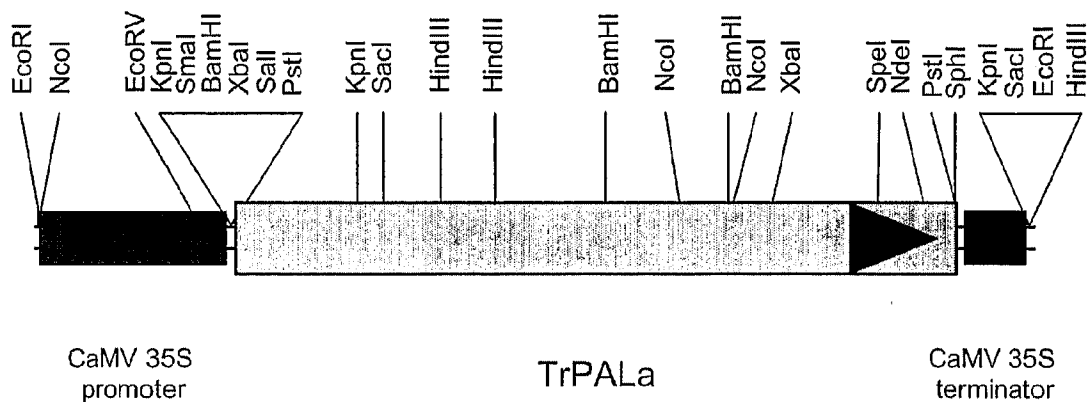 EcoRI
NcoI
EcoRV
KpnI
SmaI
BamHI
XbaI
SalI
PstI
KpnI
SacI
HindIII
HindIII
BamHI
NcoI
BamHI
NcoI
XbaI
SpeI
NdeI
PstI
SphI
KpnI
SacI
EcoRI
HindIII
CaMV 35S
promoter
TrPALa
CaMV 35S
terminator